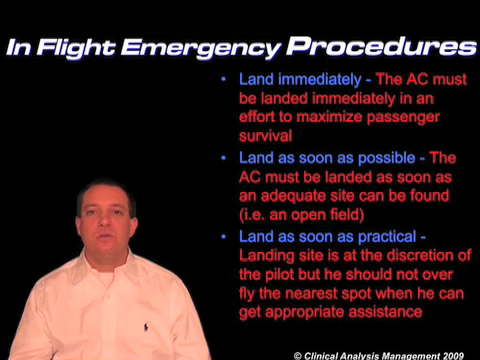 In Flight Emergency Procedures
• Land immediately - The AC must
be landed immediately in an
effort to maximize passenger
survival
• Land as soon as possible - The
AC must be landed as soon as
an adequate site can be found
(i.e. an open field)
• Land as soon as practical -
Landing site is at the discretion of
the pilot but he should not over
fly the nearest spot when he can
get appropriate assistance
© Clinical Analysis Management 2009